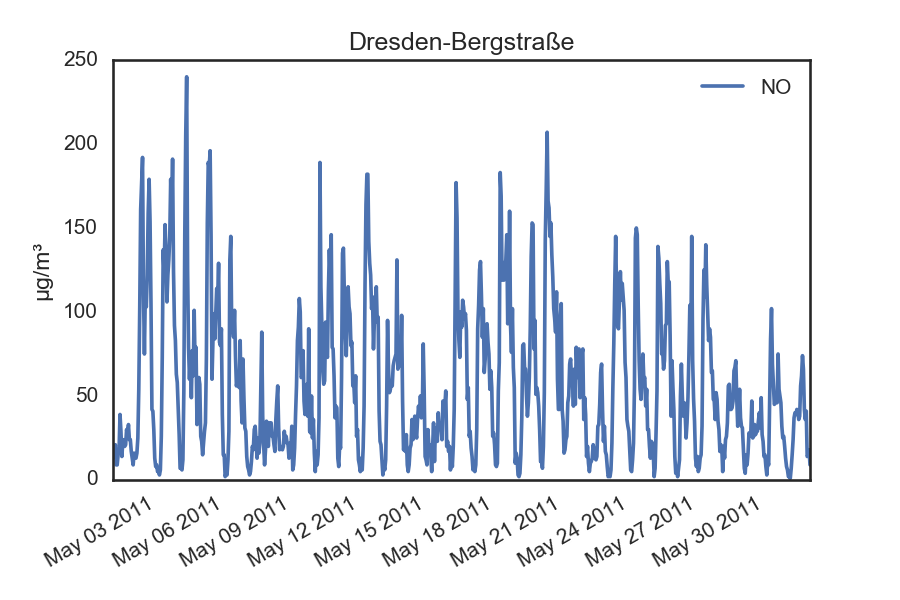 Dresden-Bergstraße
250
200
150
100
50
0
µg/m³
NO
May 03 2011
May 06 2011
May 09 2011
May 12 2011
May 15 2011
May 18 2011
May 21 2011
May 24 2011
May 27 2011
May 30 2011